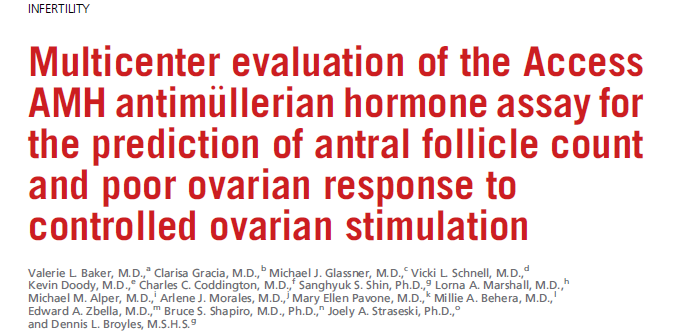 INFERTILITY
Multicenter evaluation of the Access
AMH antimüllerian hormone assay for
the prediction of antral follicle count
and poor ovarian response to
controlled ovarian stimulation
Valerie L. Baker, M.D.,a Clarisa Gracia, M.D.,b Michael J. Glassner, M.D.,c Vicki L. Schnell, M.D.,d
Kevin Doody, M.D.,e Charles C. Coddington, M.D.,f Sanghyuk S. Shin, Ph.D.,g Lorna A. Marshall, M.D.,h
Michael M. Alper, M.D.,i Arlene J. Morales, M.D.,j Mary Ellen Pavone, M.D.,k Millie A. Behera, M.D.,l
Edward A. Zbella, M.D.,m Bruce S. Shapiro, M.D., Ph.D.,n Joely A. Straseski, Ph.D.,o
and Dennis L. Broyles, M.S.H.S.g